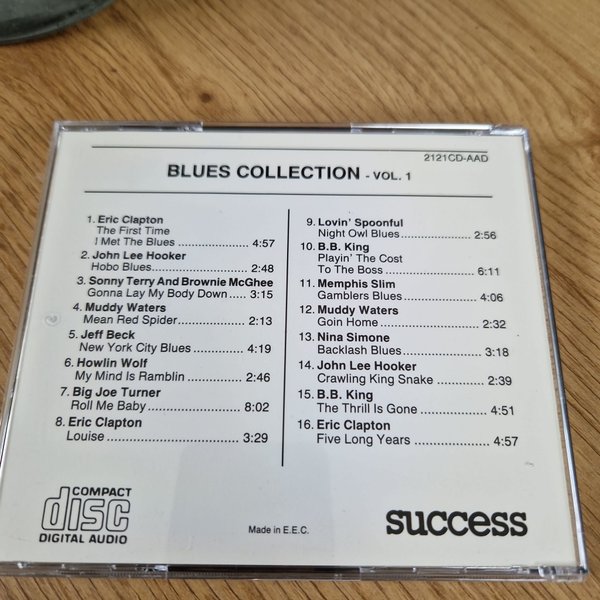 2121CD-AAD
BLUES COLLECTION - VOL. 1
1. Eric Clapton
The First Time
I Met The Blues ........................ 4:57
2. John Lee Hooker
Hobo Blues.............................. 2:48
3. Sonny Terry And Brownie McGhee
Gonna Lay My Body Down ..... 3:15
4. Muddy Waters
Mean Red Spider...................... 2:13
5. Jeff Beck
New York City Blues ................. 4:19
6. Howlin Wolf
My Mind Is Ramblin .................. 2:46
7. Big Joe Turner
Roll Me Baby ............................ 8:02
8. Eric Clapton
Louise ....................................... 3:29
9. Lovin' Spoonful
Night Owl Blues......................... 2:56
10. B.B. King
Playin' The Cost
To The Boss .............................. 6:11
11. Memphis Slim
Gamblers Blues......................... 4:06
12. Muddy Waters
Goin Home ................................ 2:32
13. Nina Simone
Backlash Blues.......................... 3:18
14. John Lee Hooker
Crawling King Snake ................ 2:39
15. B.B. King
The Thrill Is Gone ..................... 4:51
16. Eric Clapton
Five Long Years ........................ 4:57
COMPACT
disc
DIGITAL AUDIO
Made in E.E.C.
success